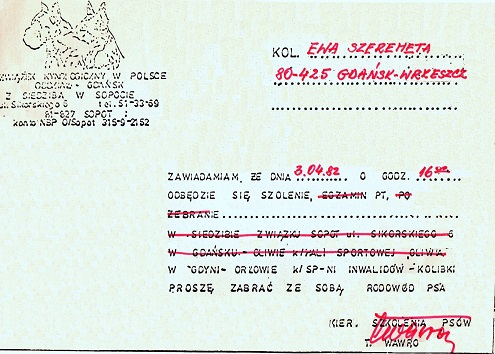 ZWIĄZEK KYNOLOGICZNY W POLSCE
ODDZIAŁ - GDAŃSK
Z SIEDZIBĄ W SOPOCIE
ul. Sikorskiego 6 tel. 51-33-69
81-827 SOPOT
konto NBP O/Sopot 315-9-2162
KOL. EWA SZEREMETA
80-425 GDAŃSK-WRZESZCZ
ZAWIADAMIAM, ŻE DNIA 3.04.82 O GODZ. 16
ODBĘDZIE SIĘ SZOLENIE, EGZAMIN PT, PO
ZEBRANIE
W SIEDZIBIE ZWIĄZKU SOPOT ul. SIKORSKIEGO 6
W GDAŃSKU - OLIWIE k/HALI SPORTOWEJ OLIWIA
W GDYNI - ORŁOWIE k/SP-NI INWALIDÓW - KOLIBKI
PROSZĘ ZABRAĆ ZE SOBĄ RODOWÓD PSA
KIER. SZKOLENIA PSÓW
T. WAWRO